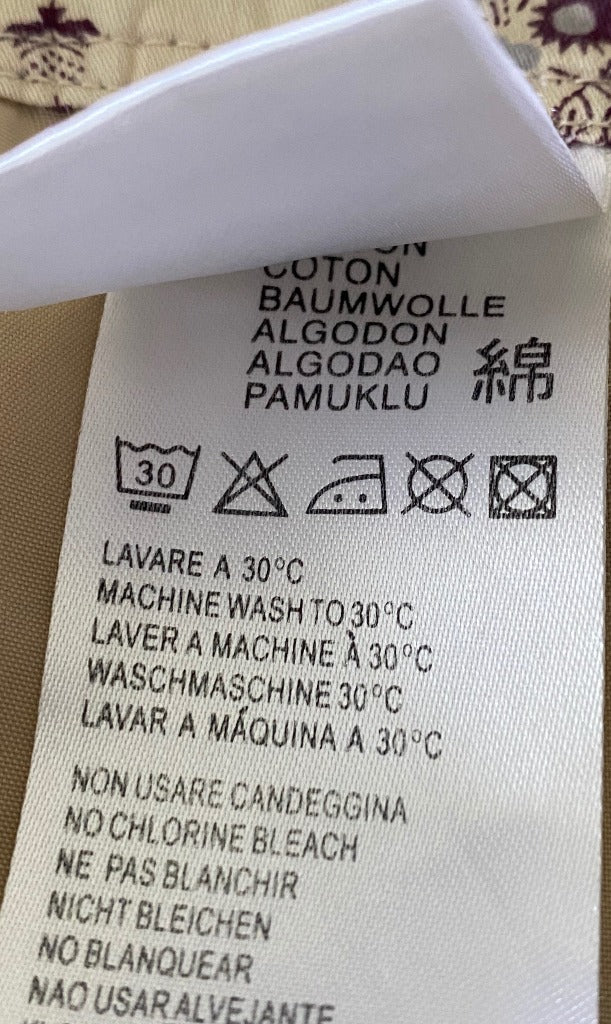 COTON
BAUMWOLLE
ALGODON
ALGODAO
PAMUKLU 綿
30
LAVARE A 30°C
MACHINE WASH TO 30°C
LAVER A MACHINE À 30°C
WASCHMASCHINE 30°C
LAVAR A MÁQUINA A 30°C
NON USARE CANDEGGINA
NO CHLORINE BLEACH
NE PAS BLANCHIR
NICHT BLEICHEN
NO BLANQUEAR
NAO USAR ALVEJANTE